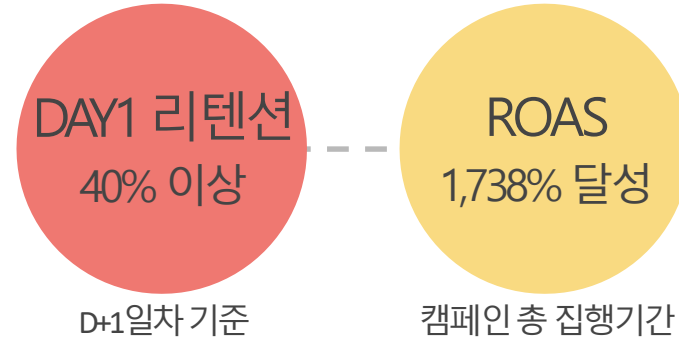 DAY1 리텐션
40% 이상
D+1일차 기준
ROAS
1,738% 달성
캠페인 총 집행기간